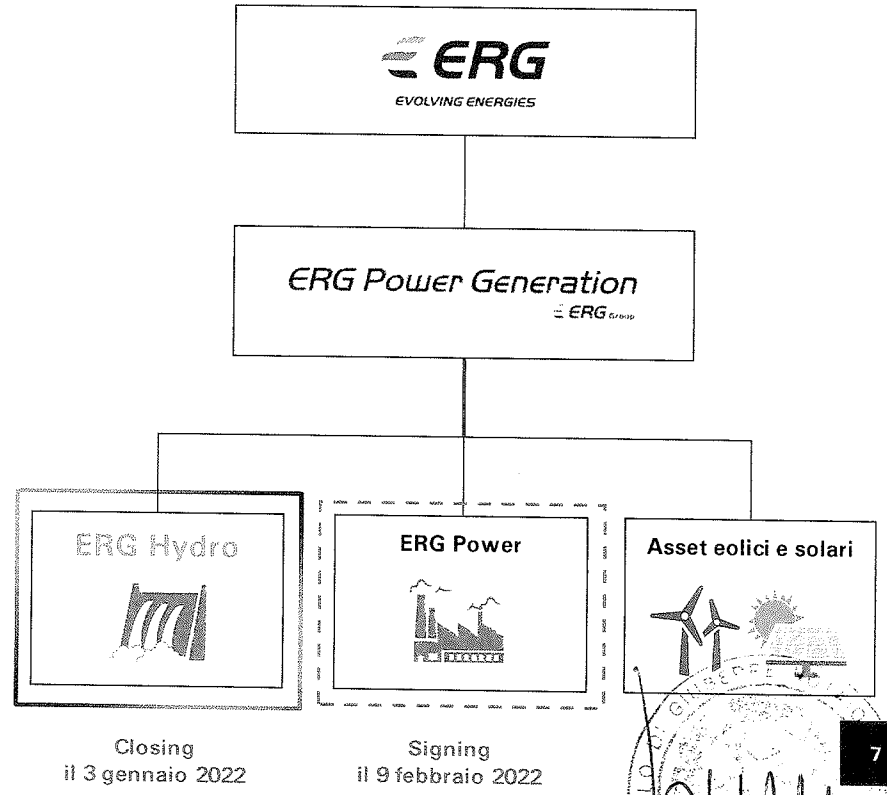 ERG
EVOLVING ENERGIES
ERG Power Generation
ERG Group
ERG Hydro
ERG Power
Asset eolici e solari
Closing
il 3 gennaio 2022
Signing
il 9 febbraio 2022
7